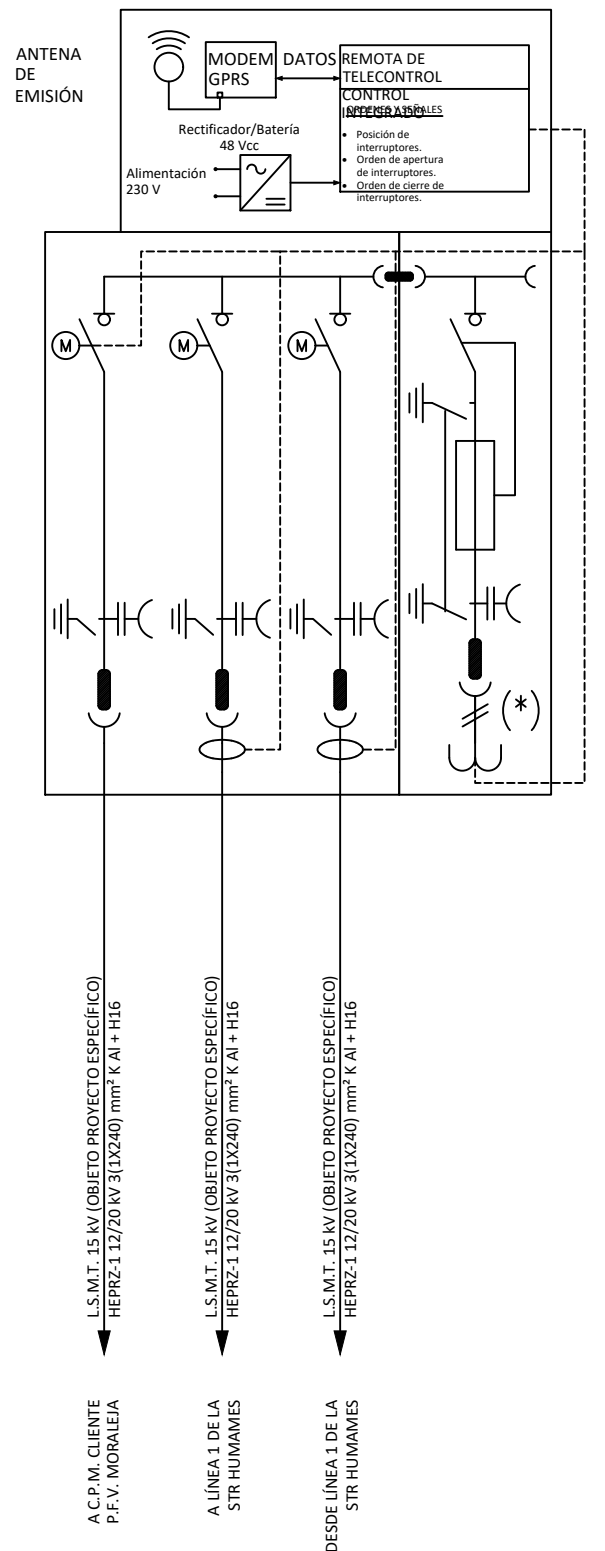 ANTENA
DE
EMISIÓN
MODEM
GPRS
DATOS
REMOTA DE
TELECONTROL
CONTROL
INTEGRADO
ORDENES Y SEÑALES
• Posición de
interruptores.
• Orden de apertura
de interruptores.
• Orden de cierre de
interruptores.
Rectificador/Batería
48 Vcc
Alimentación
230 V
M
M
M
(*)
L.S.M.T. 15 kV (OBJETO PROYECTO ESPECÍFICO)
HEPRZ-1 12/20 kV 3(1X240) mm² K Al + H16
L.S.M.T. 15 kV (OBJETO PROYECTO ESPECÍFICO)
HEPRZ-1 12/20 kV 3(1X240) mm² K Al + H16
L.S.M.T. 15 kV (OBJETO PROYECTO ESPECÍFICO)
HEPRZ-1 12/20 kV 3(1X240) mm² K Al + H16
A C.P.M. CLIENTE
P.F.V. MORALEJA
A LÍNEA 1 DE LA
STR HUMAMES
DESDE LÍNEA 1 DE LA
STR HUMAMES